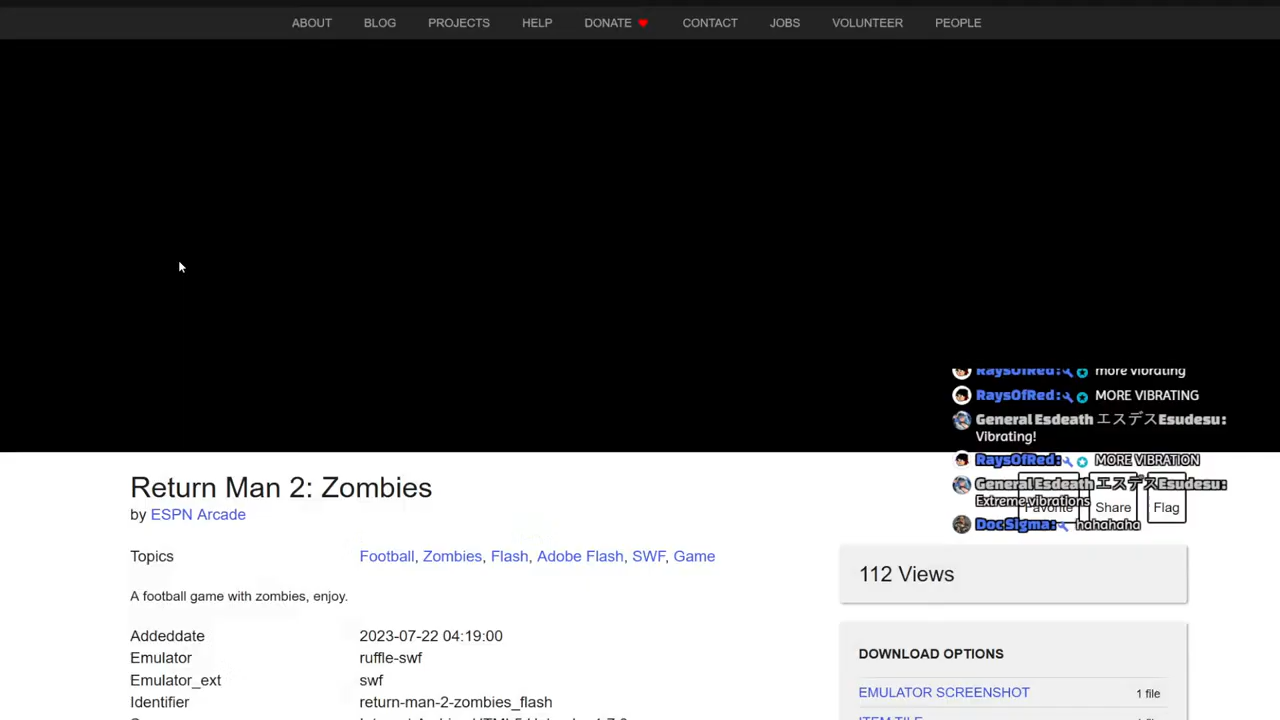 ABOUT BLOG PROJECTS HELP DONATE CONTACT JOBS VOLUNTEER PEOPLE
RaysOfRed: more vibrating
RaysOfRed: MORE VIBRATING
General Esdeath エスデスEsudesu:
Vibrating!
RaysOfRed: MORE VIBRATION
General Esdeath エスデスEsudesu:
Extreme vibrations
Favorite Share Flag
Doc Sigma: hahahaha
Return Man 2: Zombies
by ESPN Arcade
Topics Football, Zombies, Flash, Adobe Flash, SWF, Game
A football game with zombies, enjoy.
112 Views
Addeddate 2023-07-22 04:19:00
Emulator ruffle-swf
Emulator_ext swf
Identifier return-man-2-zombies_flash
DOWNLOAD OPTIONS
EMULATOR SCREENSHOT 1 file
ITEM TILE